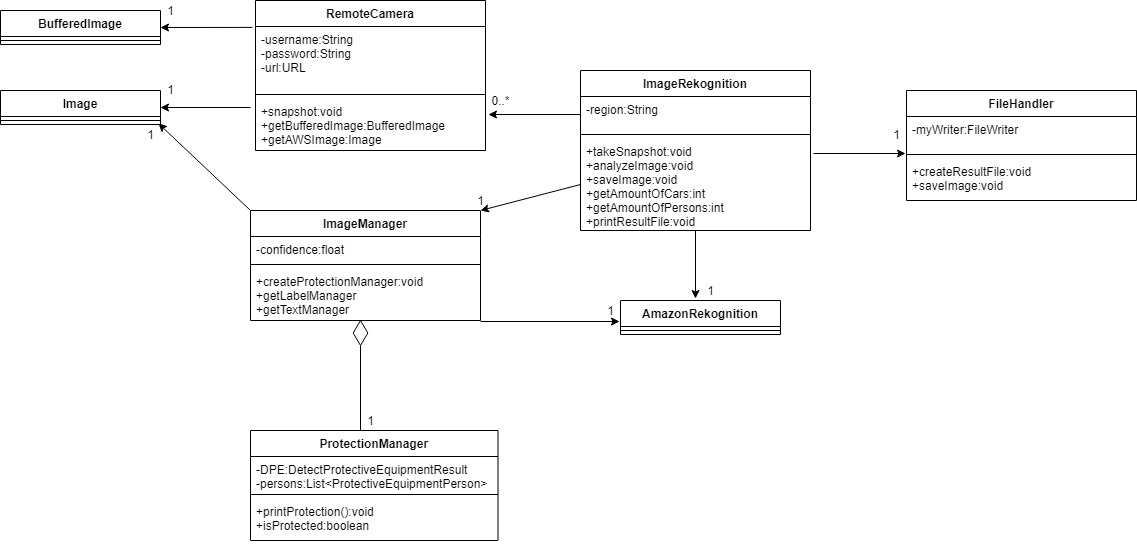 BufferedImage
1
RemoteCamera
-username:String
-password:String
-url:URL
+snapshot:void
+getBufferedImage:BufferedImage
+getAWSImage:Image
Image
1
1
0..*
ImageRekognition
-region:String
+takeSnapshot:void
+analyzeImage:void
+saveImage:void
+getAmountOfCars:int
+getAmountOfPersons:int
+printResultFile:void
1
FileHandler
-myWriter:FileWriter
+createResultFile:void
+saveImage:void
1
ImageManager
-confidence:float
+createProtectionManager:void
+getLabelManager
+getTextManager
1
1
AmazonRekognition
1
ProtectionManager
-DPE:DetectProtectiveEquipmentResult
-persons:List<ProtectiveEquipmentPerson>
+printProtection():void
+isProtected:boolean